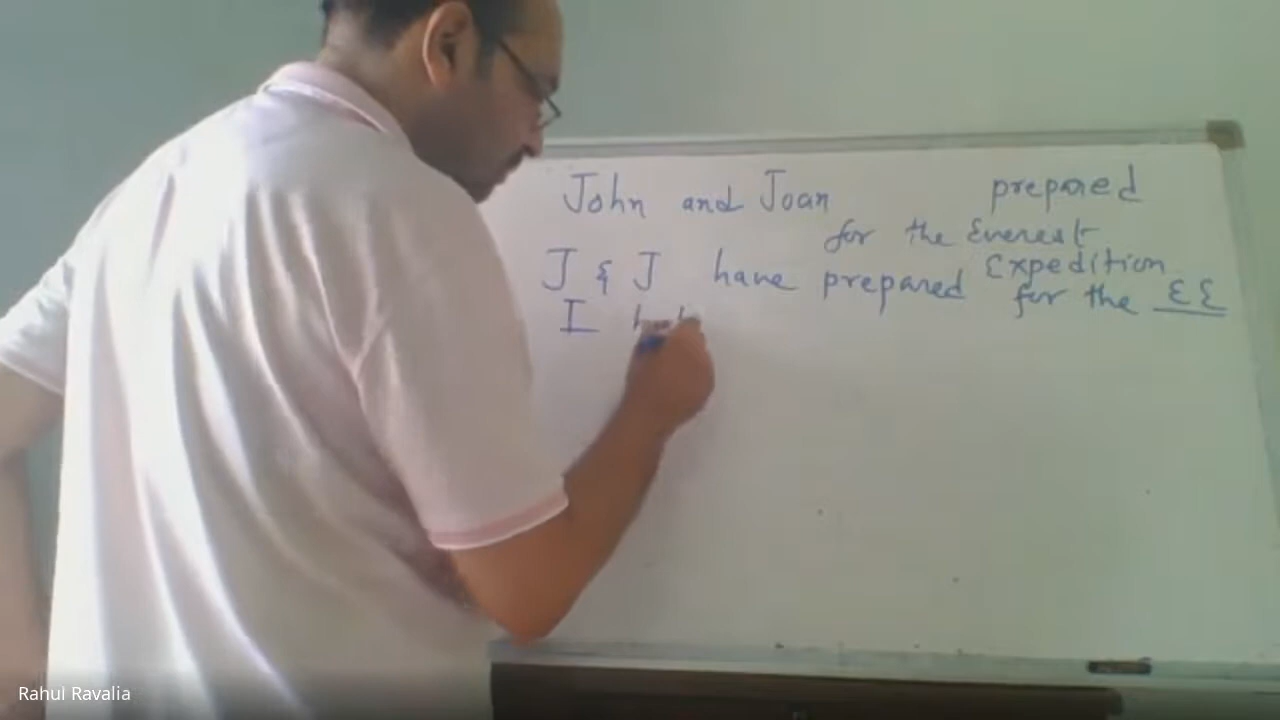 John and Joan prepared
for the Everest
Expedition
J & J have prepared for the EE
I
Rahul Ravalia